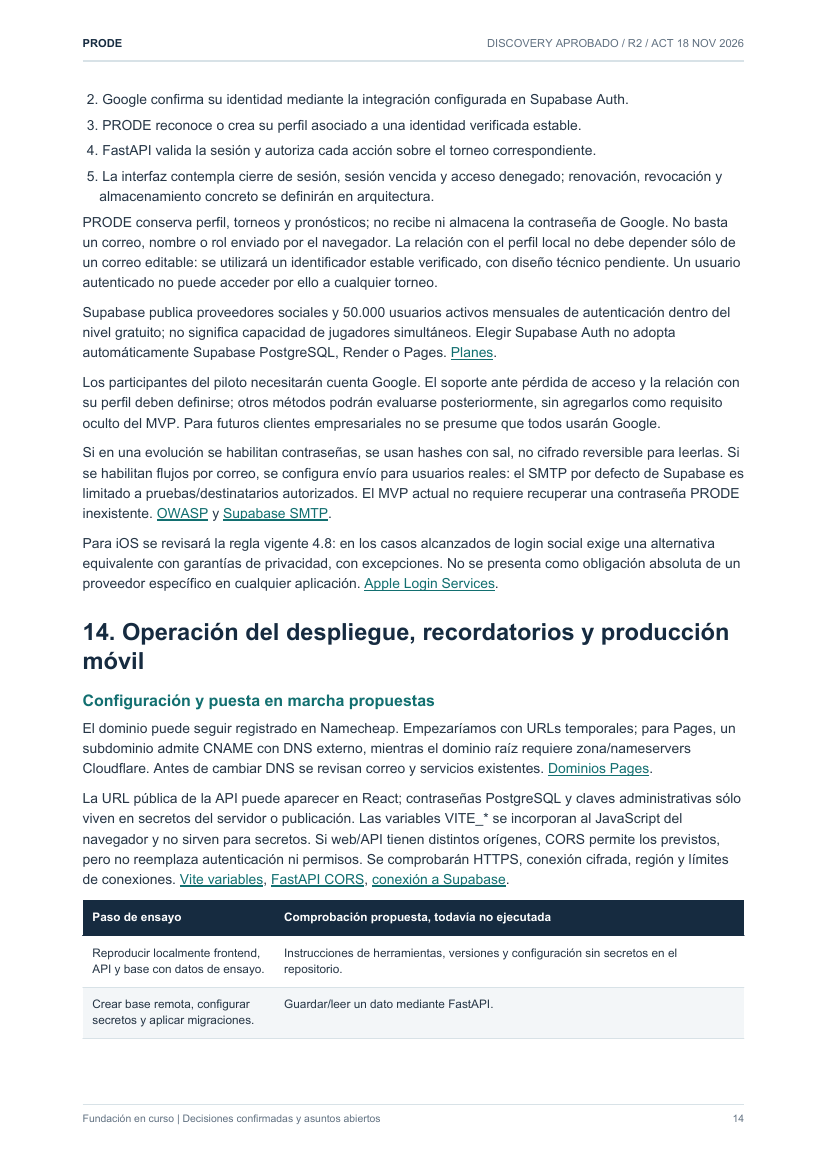 PRODE
DISCOVERY APROBADO / R2 / ACT 18 NOV 2026
2. Google confirma su identidad mediante la integración configurada en Supabase Auth.
3. PRODE reconoce o crea su perfil asociado a una identidad verificada estable.
4. FastAPI valida la sesión y autoriza cada acción sobre el torneo correspondiente.
5. La interfaz contempla cierre de sesión, sesión vencida y acceso denegado; renovación, revocación y
almacenamiento concreto se definirán en arquitectura.
PRODE conserva perfil, torneos y pronósticos; no recibe ni almacena la contraseña de Google. No basta
un correo, nombre o rol enviado por el navegador. La relación con el perfil local no debe depender sólo de
un correo editable: se utilizará un identificador estable verificado, con diseño técnico pendiente. Un usuario
autenticado no puede acceder por ello a cualquier torneo.
Supabase publica proveedores sociales y 50.000 usuarios activos mensuales de autenticación dentro del
nivel gratuito; no significa capacidad de jugadores simultáneos. Elegir Supabase Auth no adopta
automáticamente Supabase PostgreSQL, Render o Pages. Planes.
Los participantes del piloto necesitarán cuenta Google. El soporte ante pérdida de acceso y la relación con
su perfil deben definirse; otros métodos podrán evaluarse posteriormente, sin agregarlos como requisito
oculto del MVP. Para futuros clientes empresariales no se presume que todos usarán Google.
Si en una evolución se habilitan contraseñas, se usan hashes con sal, no cifrado reversible para leerlas. Si
se habilitan flujos por correo, se configura envío para usuarios reales: el SMTP por defecto de Supabase es
limitado a pruebas/destinatarios autorizados. El MVP actual no requiere recuperar una contraseña PRODE
inexistente. OWASP y Supabase SMTP.
Para iOS se revisará la regla vigente 4.8: en los casos alcanzados de login social exige una alternativa
equivalente con garantías de privacidad, con excepciones. No se presenta como obligación absoluta de un
proveedor específico en cualquier aplicación. Apple Login Services.
14. Operación del despliegue, recordatorios y producción
móvil
Configuración y puesta en marcha propuestas
El dominio puede seguir registrado en Namecheap. Empezaríamos con URLs temporales; para Pages, un
subdominio admite CNAME con DNS externo, mientras el dominio raíz requiere zona/nameservers
Cloudflare. Antes de cambiar DNS se revisan correo y servicios existentes. Dominios Pages.
La URL pública de la API puede aparecer en React; contraseñas PostgreSQL y claves administrativas sólo
viven en secretos del servidor o publicación. Las variables VITE_* se incorporan al JavaScript del
navegador y no sirven para secretos. Si web/API tienen distintos orígenes, CORS permite los previstos,
pero no reemplaza autenticación ni permisos. Se comprobarán HTTPS, conexión cifrada, región y límites
de conexiones. Vite variables, FastAPI CORS, conexión a Supabase.
Paso de ensayo
Comprobación propuesta, todavía no ejecutada
Reproducir localmente frontend,
API y base con datos de ensayo.
Instrucciones de herramientas, versiones y configuración sin secretos en el
repositorio.
Crear base remota, configurar
secretos y aplicar migraciones.
Guardar/leer un dato mediante FastAPI.
Fundación en curso | Decisiones confirmadas y asuntos abiertos
14